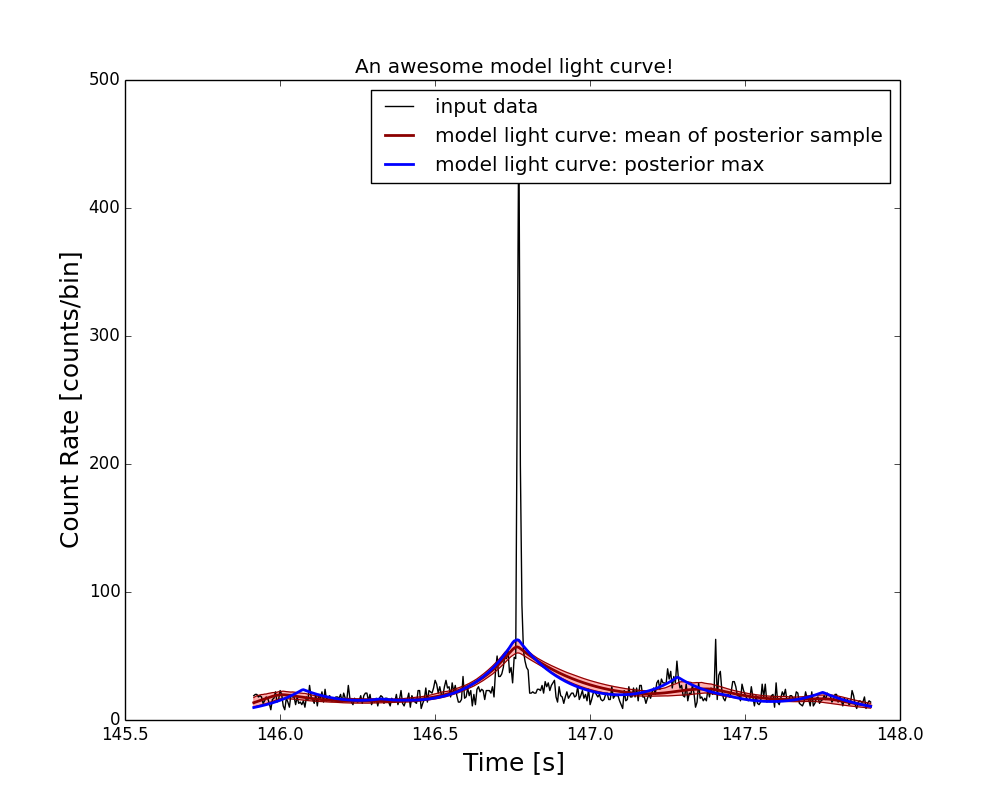 An awesome model light curve!
500
input data
model light curve: mean of posterior sample
model light curve: posterior max
400
300
200
100
0
Count Rate [counts/bin]
145.5 146.0 146.5 147.0 147.5 148.0
Time [s]